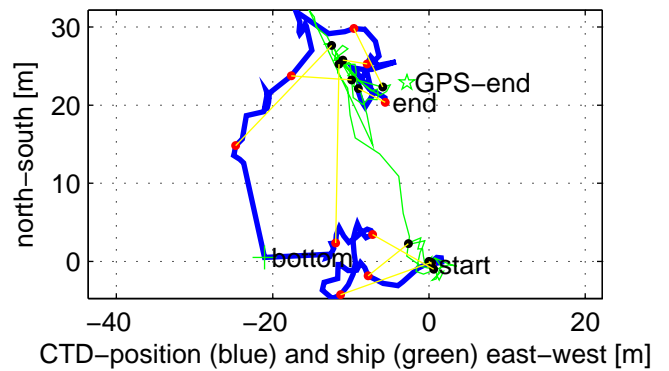 30
20
10
0
north−south [m]
GPS−end
end
bottom
start
−40 −20 0 20
CTD−position (blue) and ship (green) east−west [m]